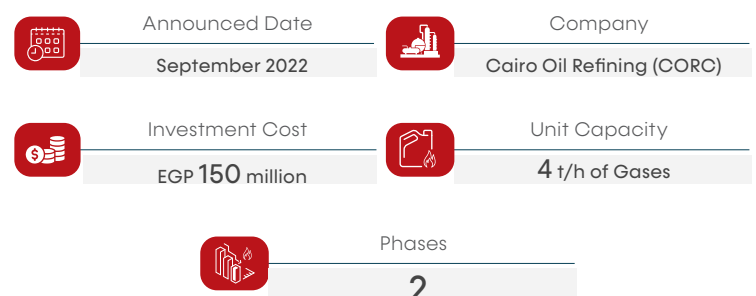 Announced Date
September 2022
Company
Cairo Oil Refining (CORC)
Investment Cost
EGP 150 million
Unit Capacity
4 t/h of Gases
Phases
2